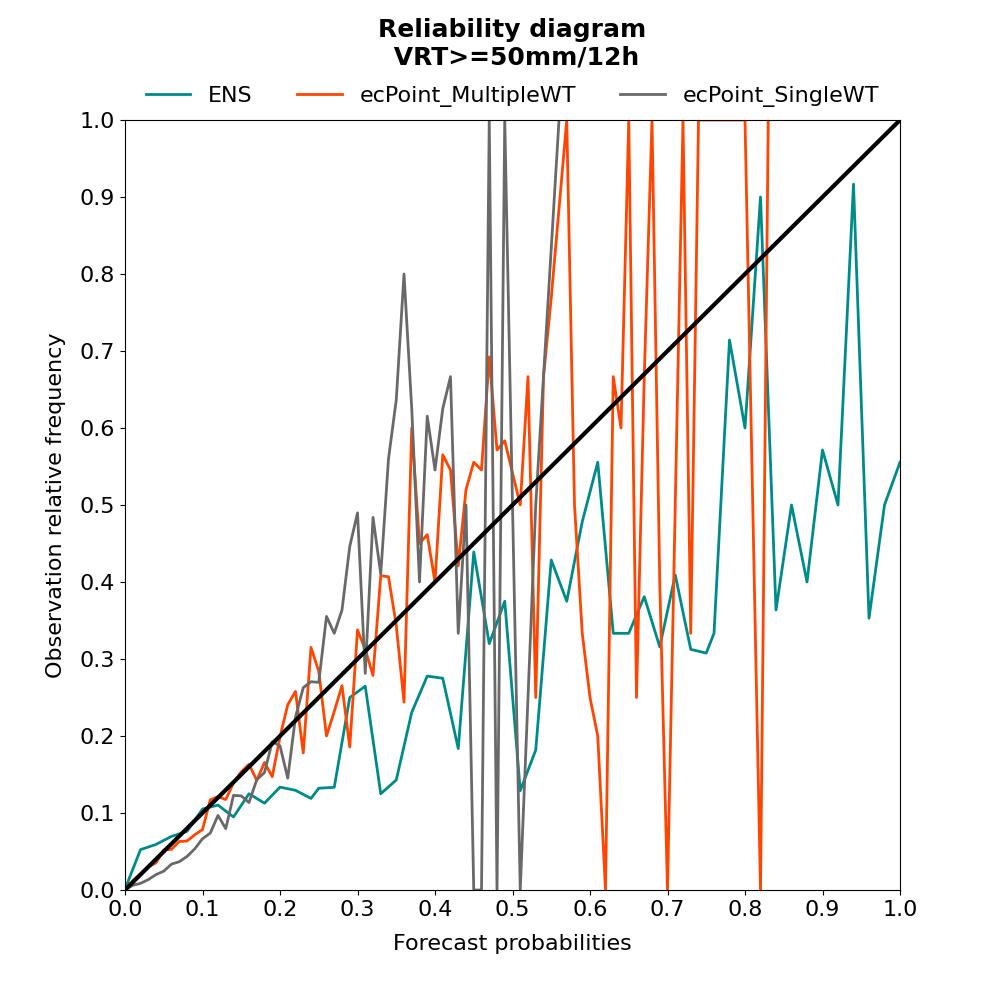 Reliability diagram
VRT>=50mm/12h
ENS ecPoint_MultipleWT ecPoint_SingleWT
1.0
0.9
0.8
0.7
0.6
0.5
0.4
0.3
0.2
0.1
0.0
Observation relative frequency
0.0 0.1 0.2 0.3 0.4 0.5 0.6 0.7 0.8 0.9 1.0
Forecast probabilities